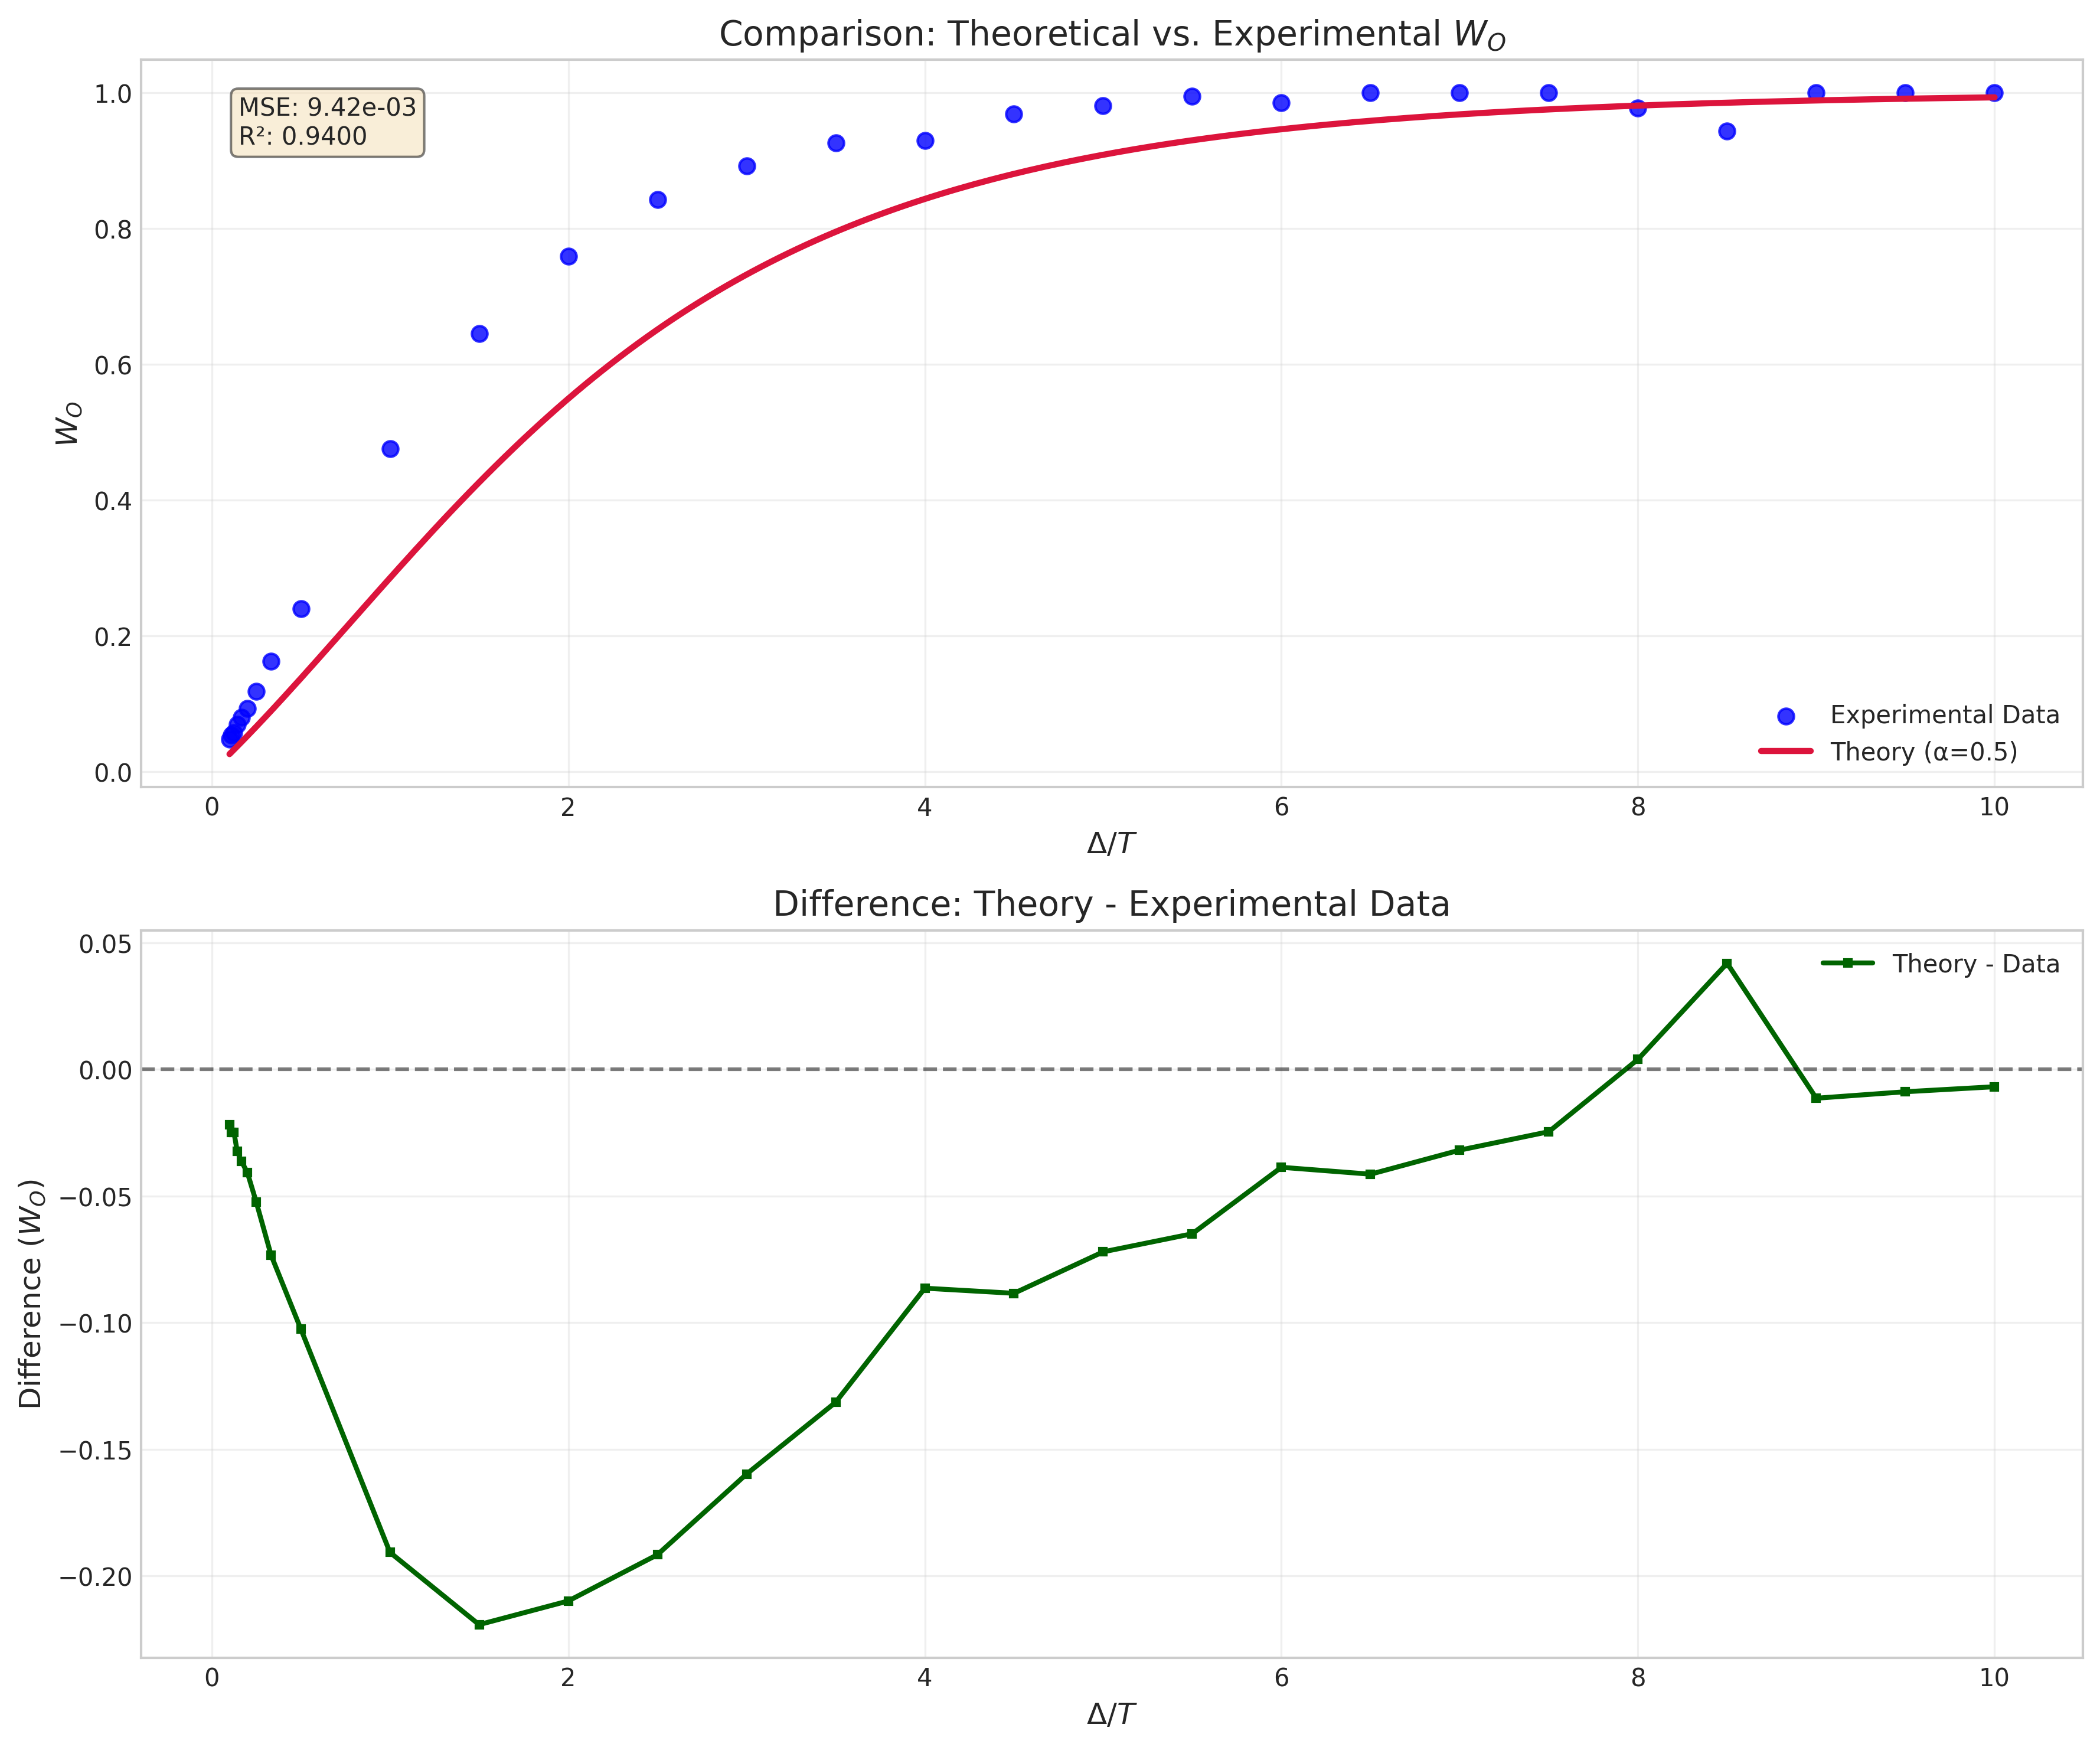 Comparison: Theoretical vs. Experimental W_O
MSE: 9.42e-03
R²: 0.9400
W_O
1.0
0.8
0.6
0.4
0.2
0.0
Experimental Data
Theory (α=0.5)
0 2 4 6 8 10
Δ/T
Difference: Theory - Experimental Data
Theory - Data
Difference (W_O)
0.05
0.00
−0.05
−0.10
−0.15
−0.20
0 2 4 6 8 10
Δ/T